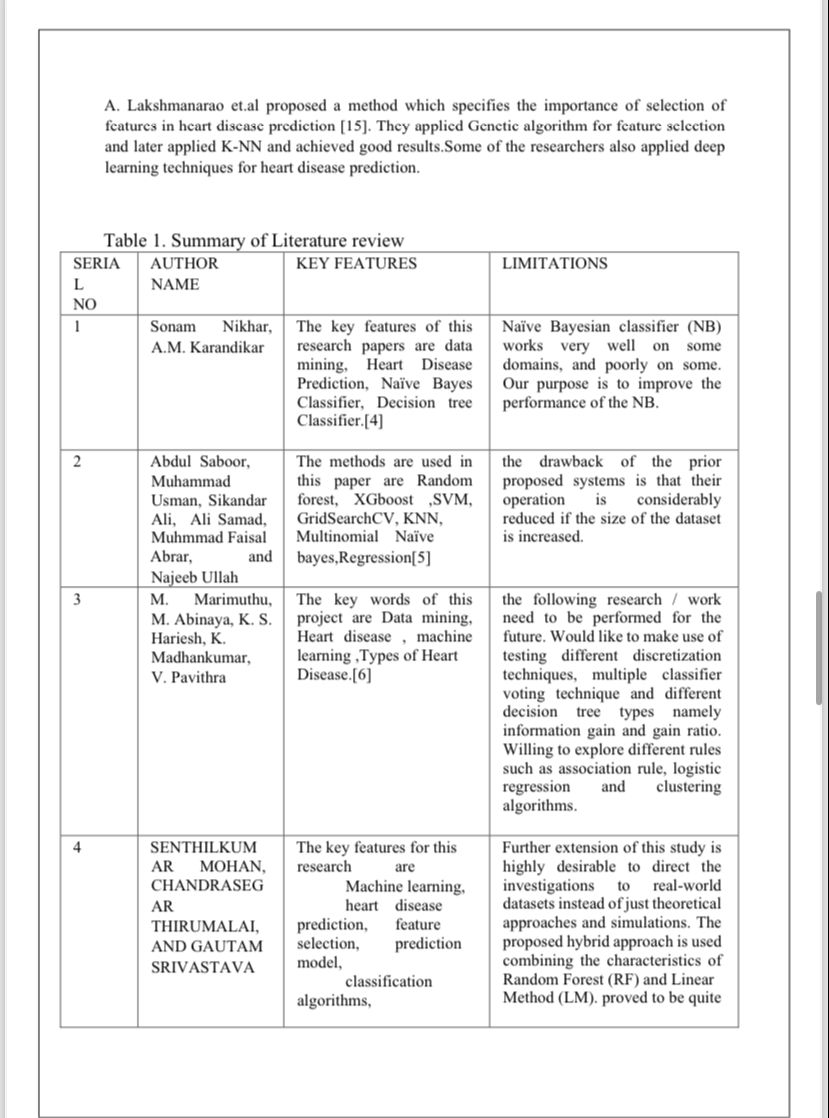 A. Lakshmanarao et.al proposed a method which specifies the importance of selection of
features in heart disease prediction [15]. They applied Genetic algorithm for feature selection
and later applied K-NN and achieved good results.Some of the researchers also applied deep
learning techniques for heart disease prediction.
Table 1. Summary of Literature review
SERIA
L
NO
AUTHOR
NAME
KEY FEATURES
LIMITATIONS
1
Sonam Nikhar,
A.M. Karandikar
The key features of this
research papers are data
mining, Heart Disease
Prediction, Naïve Bayes
Classifier, Decision tree
Classifier.[4]
Naïve Bayesian classifier (NB)
works very well on some
domains, and poorly on some.
Our purpose is to improve the
performance of the NB.
2
Abdul Saboor,
Muhammad
Usman, Sikandar
Ali, Ali Samad,
Muhmmad Faisal
Abrar, and
Najeeb Ullah
The methods are used in
this paper are Random
forest, XGboost ,SVM,
GridSearchCV, KNN,
Multinomial Naïve
bayes,Regression[5]
the drawback of the prior
proposed systems is that their
operation is considerably
reduced if the size of the dataset
is increased.
3
M. Marimuthu,
M. Abinaya, K. S.
Hariesh, K.
Madhankumar,
V. Pavithra
The key words of this
project are Data mining,
Heart disease , machine
learning ,Types of Heart
Disease.[6]
the following research / work
need to be performed for the
future. Would like to make use of
testing different discretization
techniques, multiple classifier
voting technique and different
decision tree types namely
information gain and gain ratio.
Willing to explore different rules
such as association rule, logistic
regression and clustering
algorithms.
4
SENTHILKUM
AR MOHAN,
CHANDRASEG
AR
THIRUMALAI,
AND GAUTAM
SRIVASTAVA
The key features for this
research are
Machine learning,
heart disease
prediction, feature
selection, prediction
model,
classification
algorithms,
Further extension of this study is
highly desirable to direct the
investigations to real-world
datasets instead of just theoretical
approaches and simulations. The
proposed hybrid approach is used
combining the characteristics of
Random Forest (RF) and Linear
Method (LM). proved to be quite